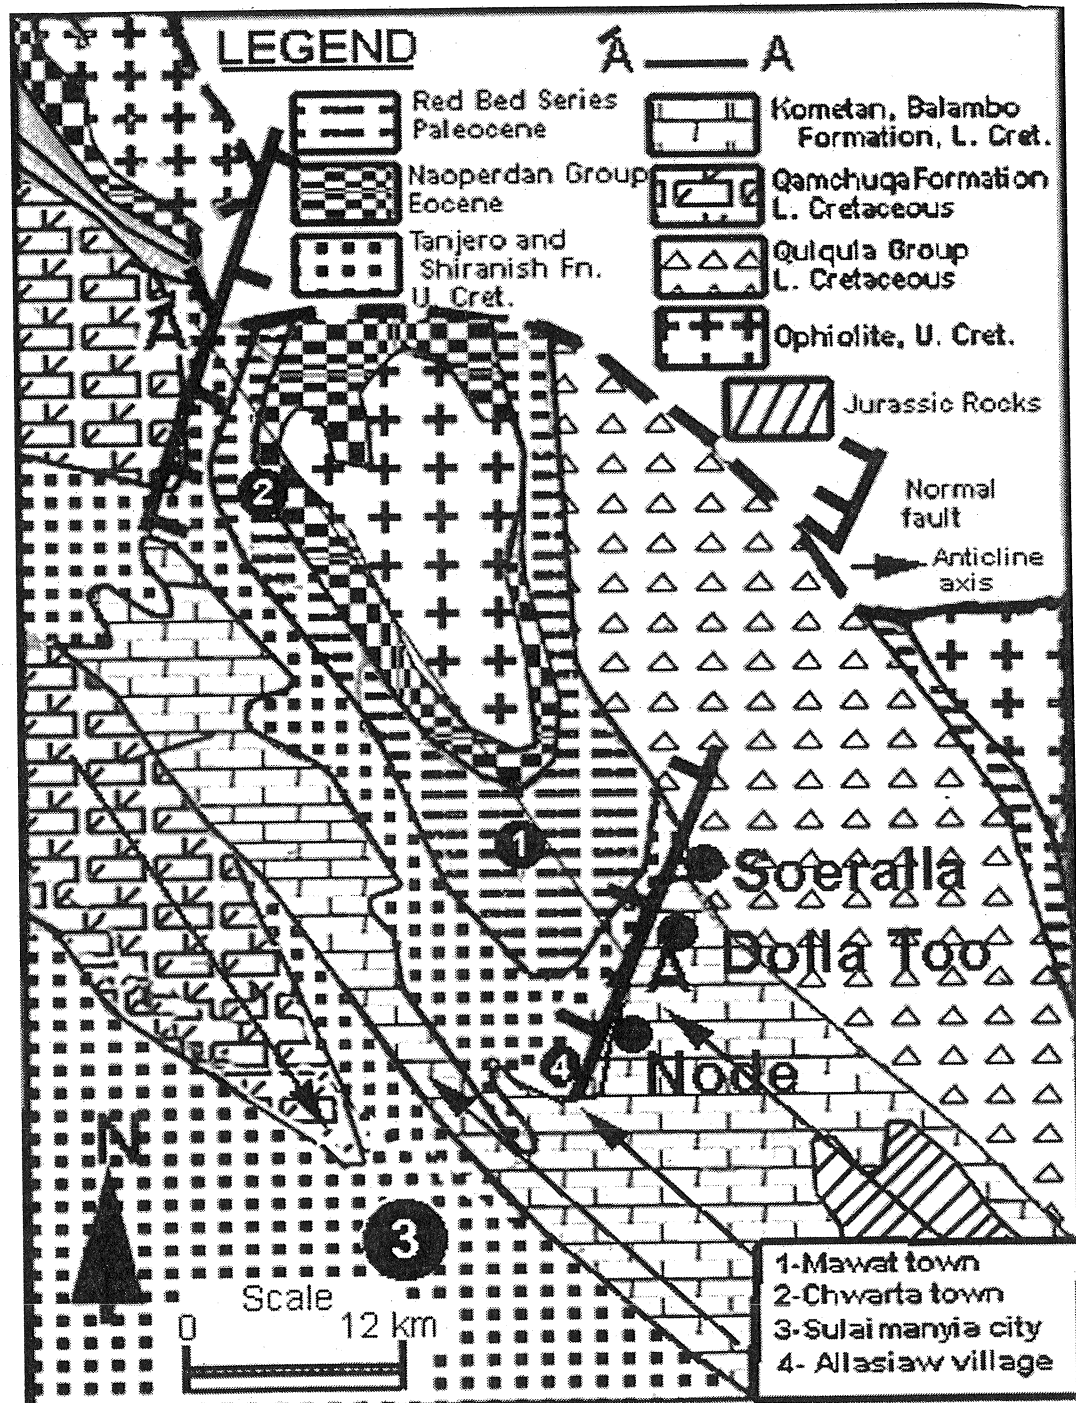 LEGEND
A A
Red Bed Series
Paleocene
Naoperdan Group
Eocene
Tanjero and
Shiranish Fn.
U. Cret.
Kometan, Balambo
Formation, L. Cret.
Qamchuqa Formation
L. Cretaceous
Qulqula Group
L. Cretaceous
Ophiolite, U. Cret.
Jurassic Rocks
Normal
fault
Anticline
axis
A
2
1
Soeralla
Dolla Too
A
4
Node
N
3
Scale
0 12 km
1-Mawat town
2-Chwarta town
3-Sulaimanyia city
4- Allasiaw village